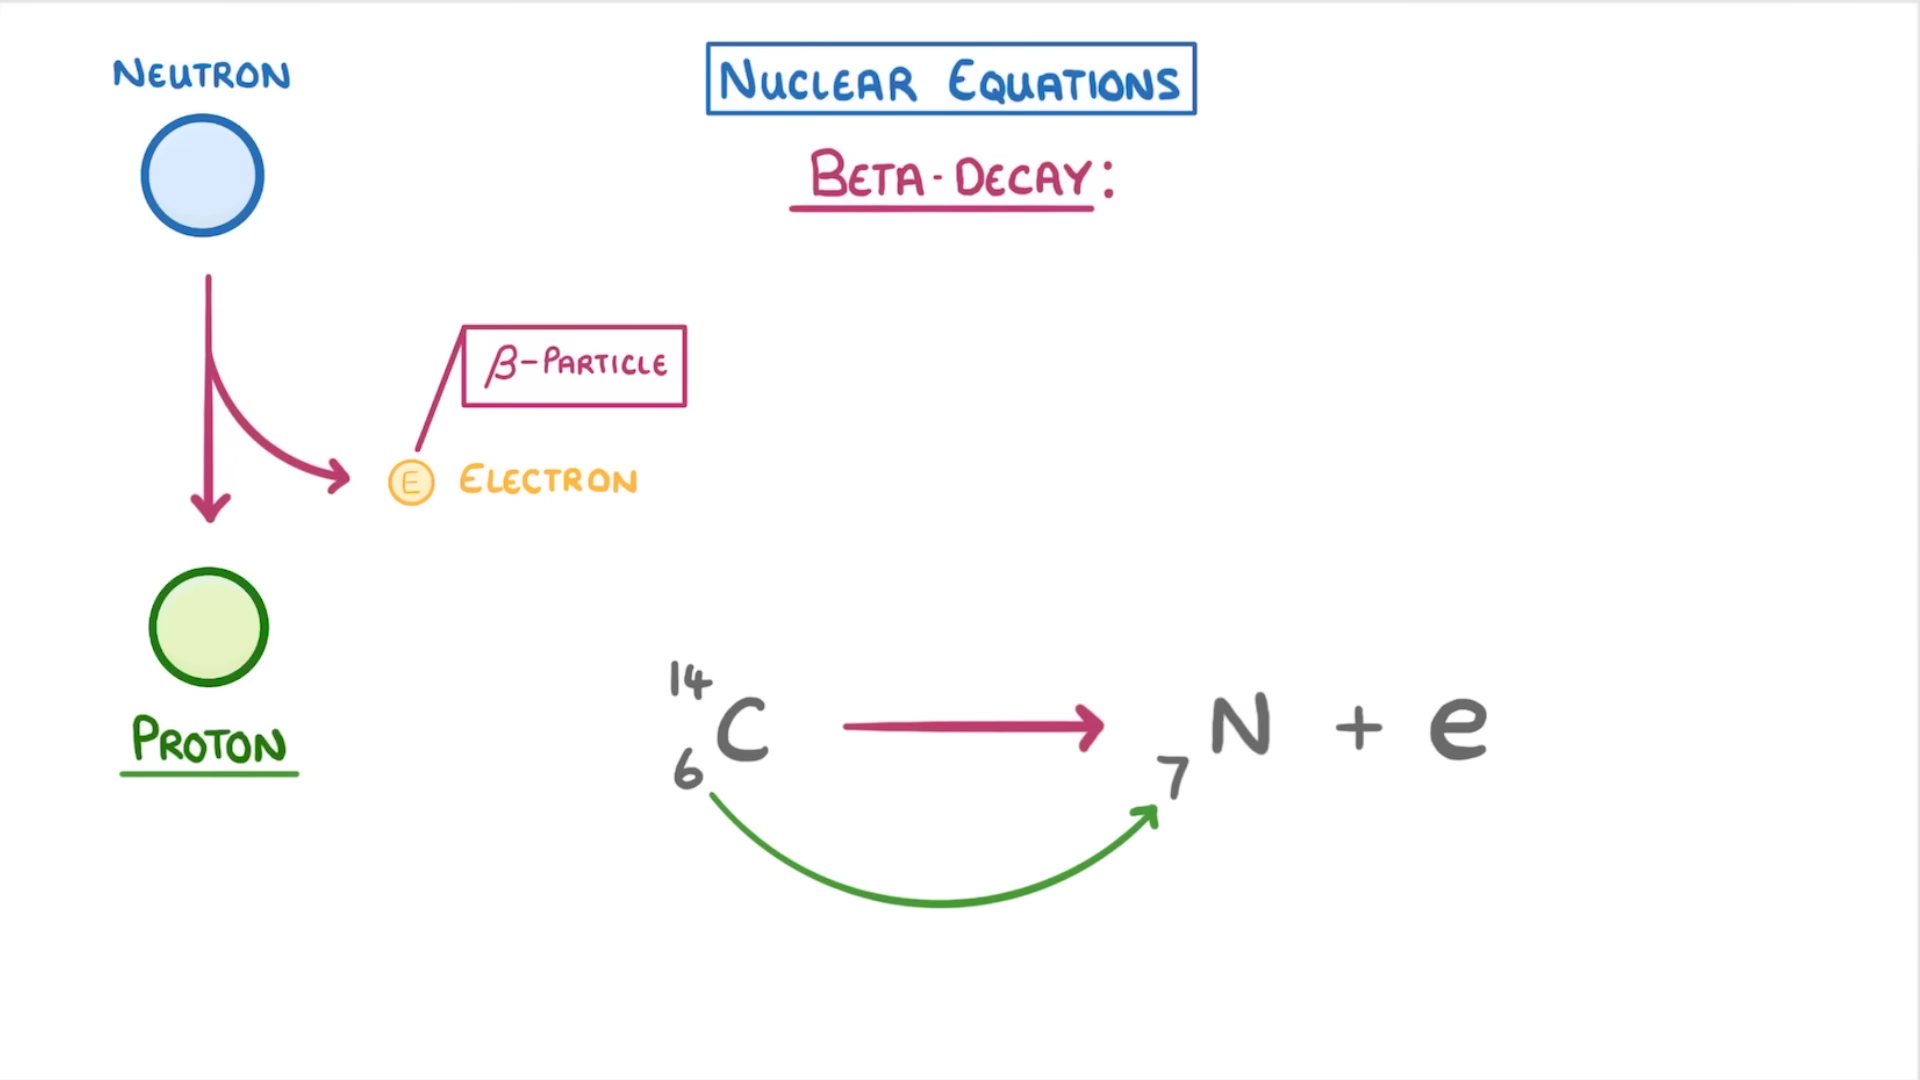 NUCLEAR EQUATIONS
BETA-DECAY:
NEUTRON
β-PARTICLE
E ELECTRON
PROTON
14
6 C → 7 N + e